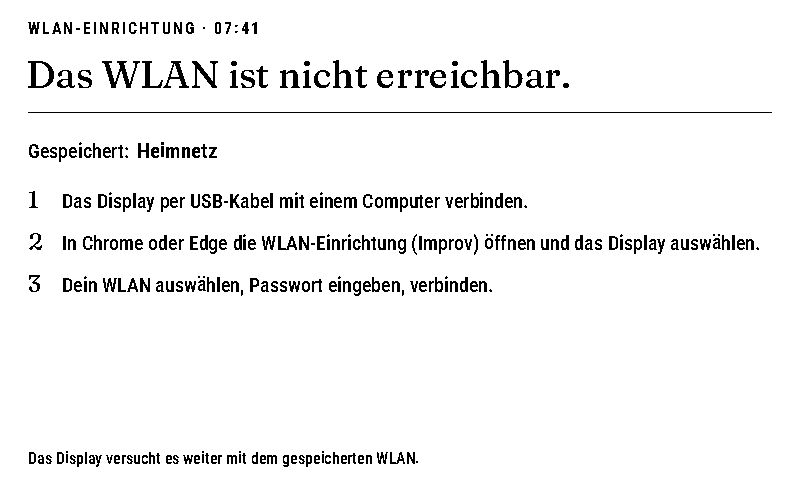 WLAN-EINRICHTUNG · 07:41
Das WLAN ist nicht erreichbar.
Gespeichert: Heimnetz
1 Das Display per USB-Kabel mit einem Computer verbinden.
2 In Chrome oder Edge die WLAN-Einrichtung (Improv) öffnen und das Display auswählen.
3 Dein WLAN auswählen, Passwort eingeben, verbinden.
Das Display versucht es weiter mit dem gespeicherten WLAN.